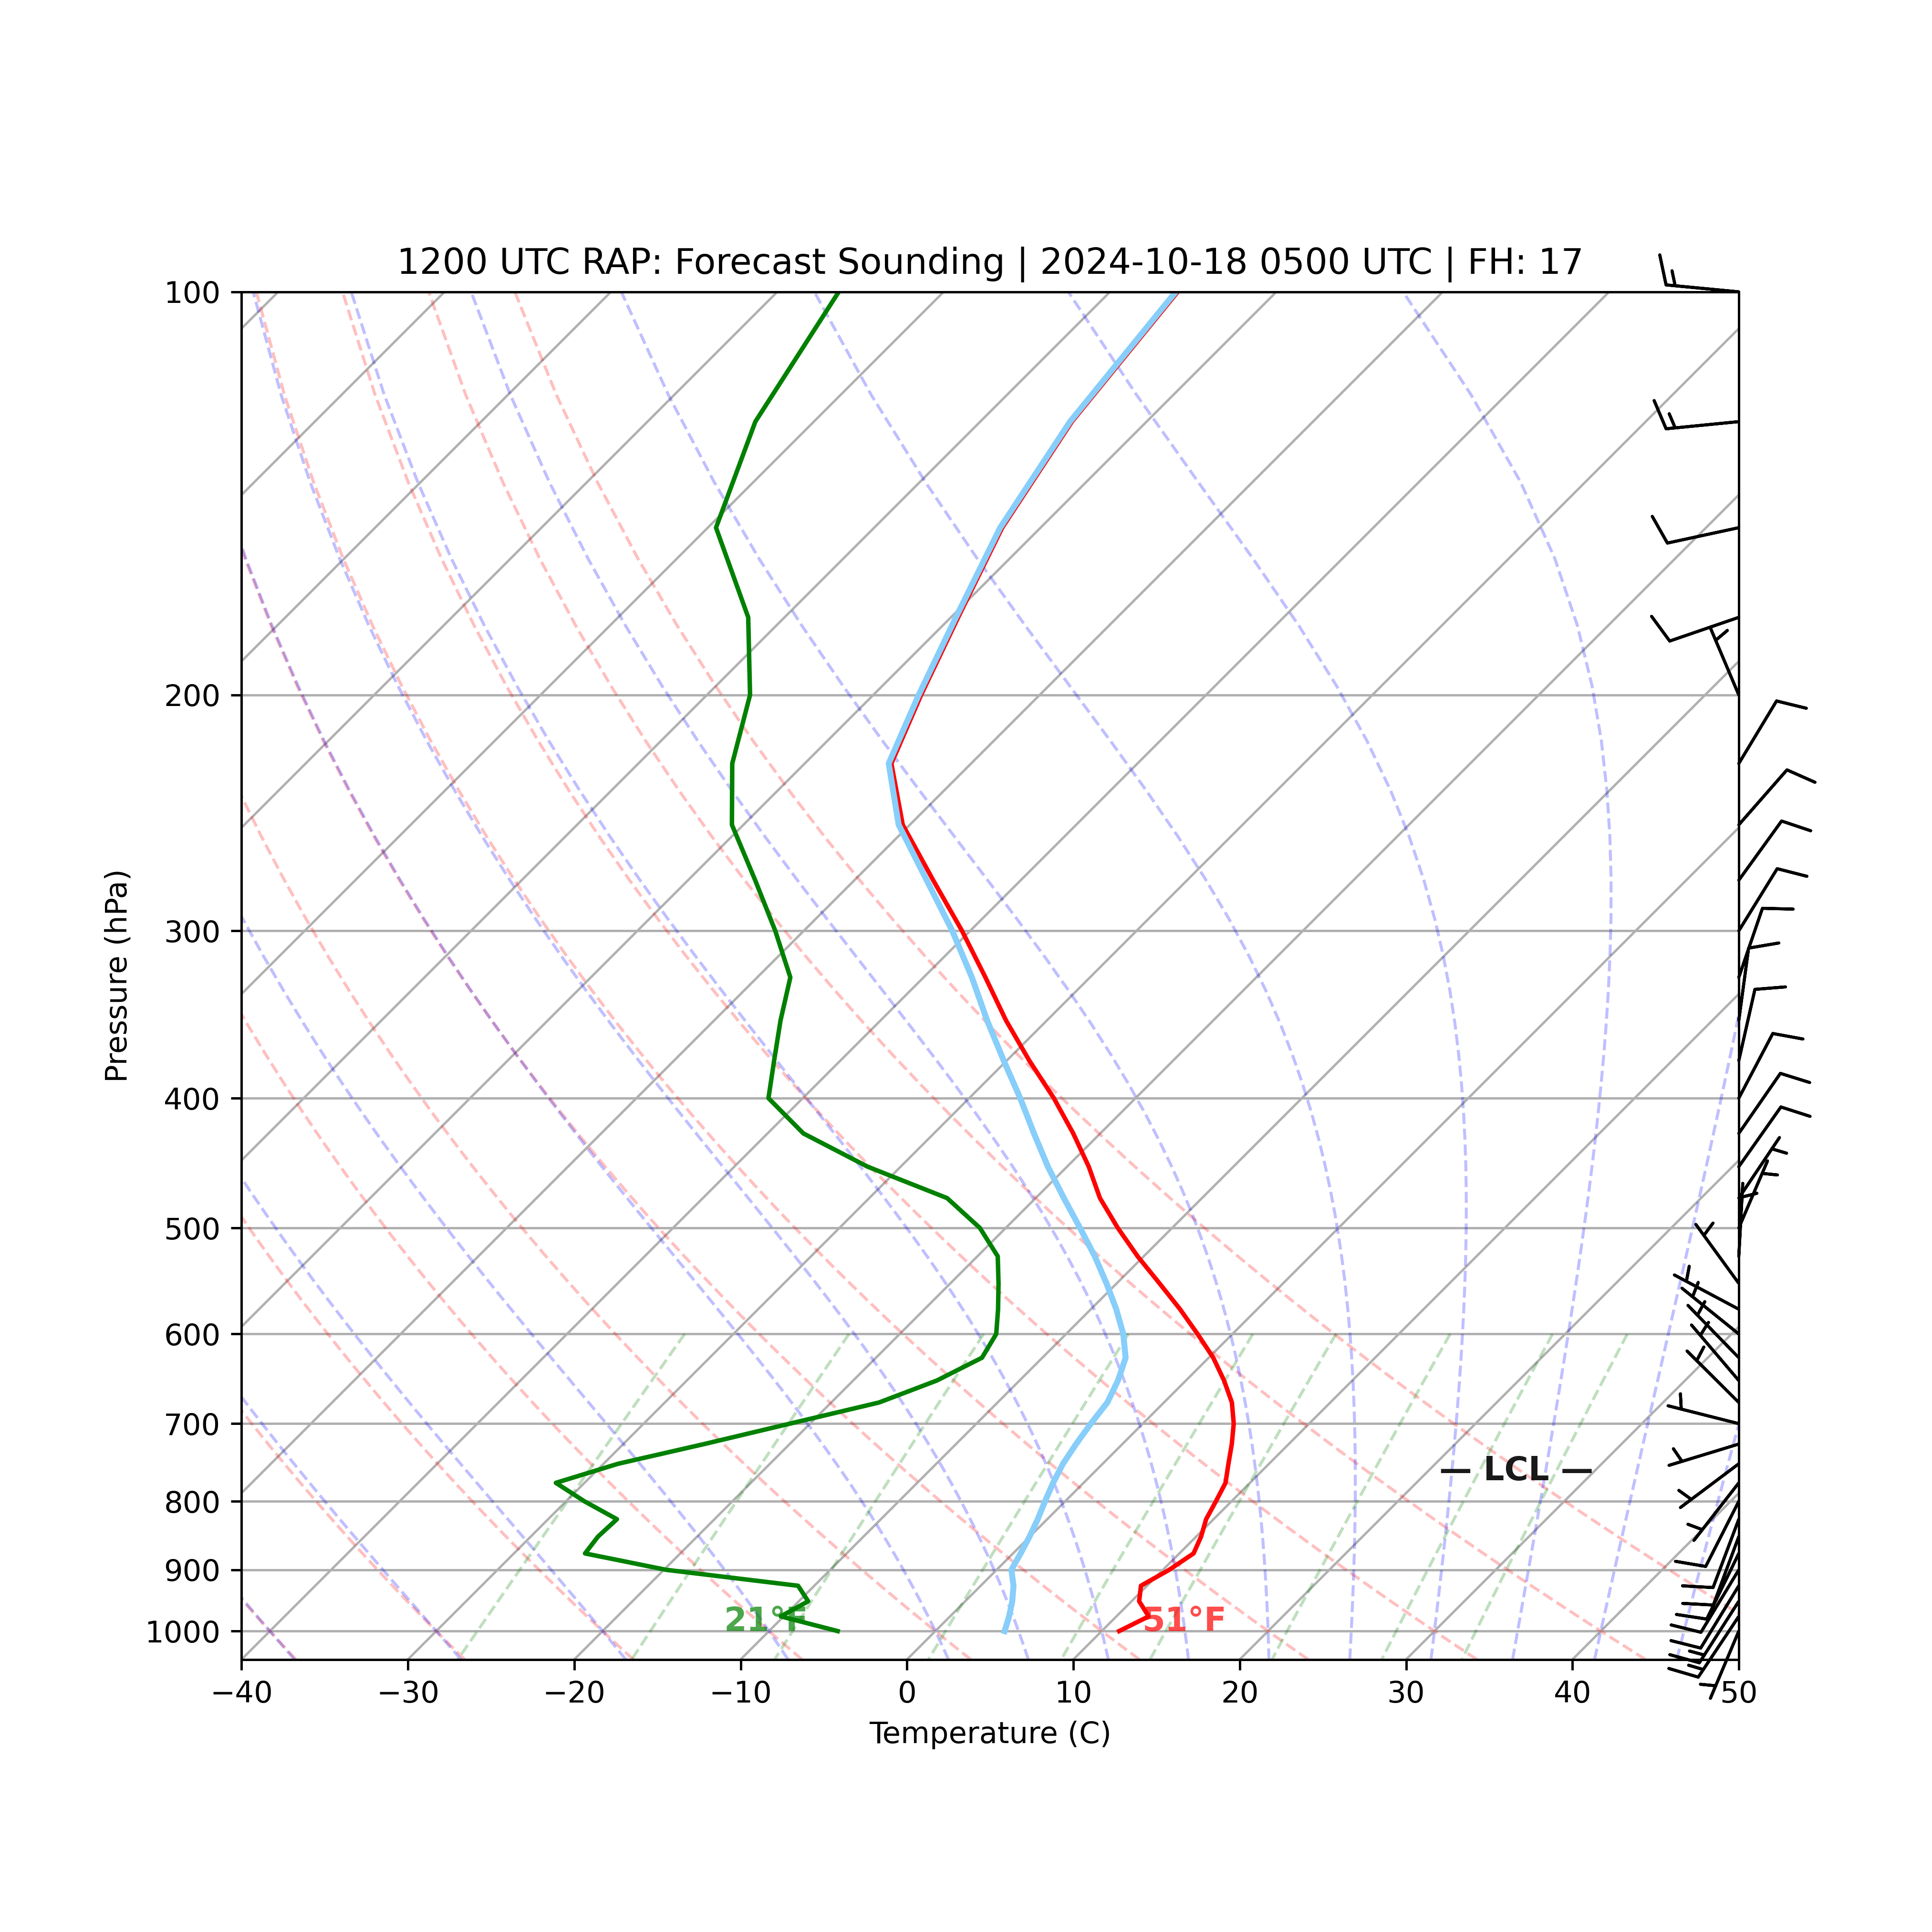 1200 UTC RAP: Forecast Sounding | 2024-10-18 0500 UTC | FH: 17
100
200
300
400
500
600
700
800
900
1000
Pressure (hPa)
— LCL —
21°F
51°F
−40 −30 −20 −10 0 10 20 30 40 50
Temperature (C)